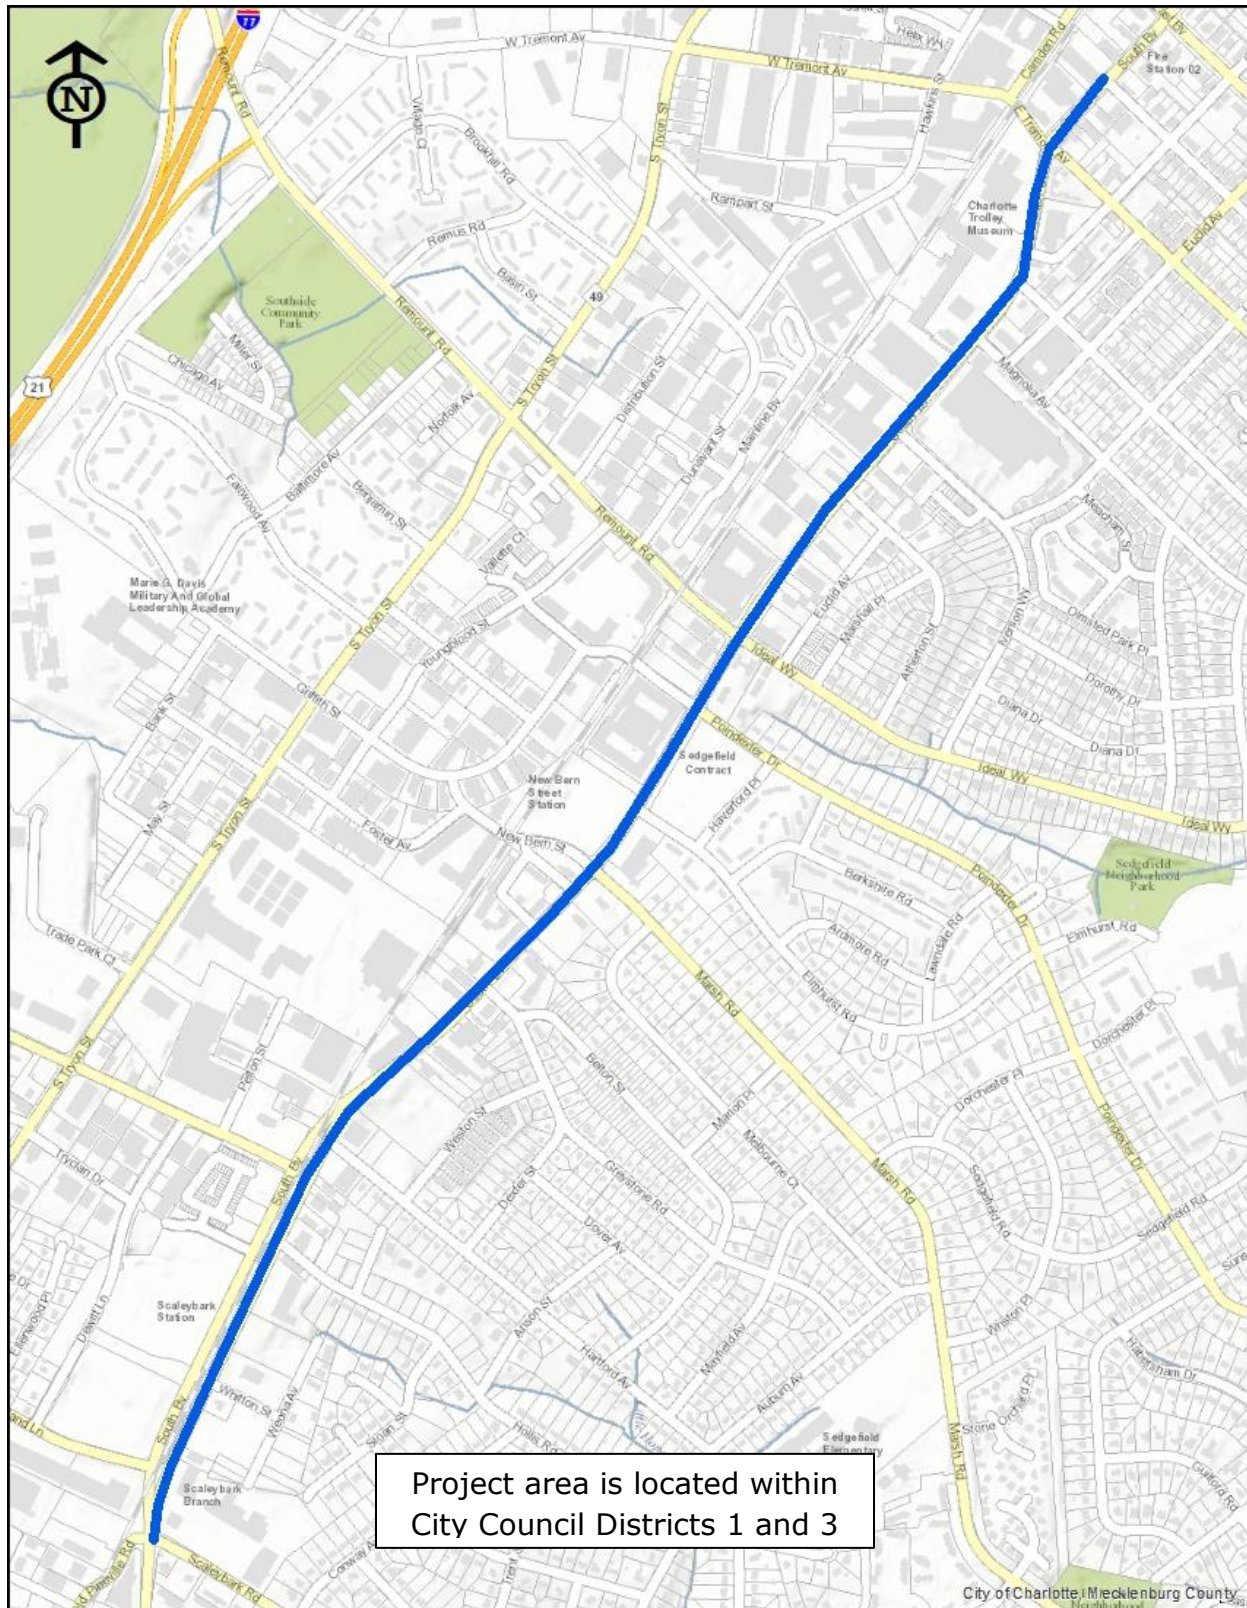 77
W Tremont Av
South Bv
Camden Rd
Helix Wy
Fire
Station 02
Remount Rd
N
W Tremont Av
Hawkins St
E Tremont Av
Village Ct
Brookhill Rd
S Tryon St
Rampart St
Charlotte
Trolley
Museum
Remus Rd
Euclid Av
Basin St
49
Southside
Community
Park
Remount Rd
Miller St
Chicago Av
21
S Tryon St
Distribution St
Magnolia Av
Norfolk Av
Dunavant St
Mainline Bv
Baltimore Av
Fairwood Av
Benjamin St
Meacham St
Remount Rd
Vallette Ct
Marie G. Davis
Military And Global
Leadership Academy
Euclid Av
Marshall Pl
Nerson Wy
Olmsted Park Pl
S Tryon St
Youngblood St
Atherton St
Ideal Wy
Dorothy Dr
Griffith St
Bank St
Diana Dr
Diana Dr
Poindexter Dr
Sedgefield
Contract
Ideal Wy
New Bern
Street
Station
Haverford Pl
May St
S Tryon St
Foster Av
New Bern St
Ideal Wy
Sedgefield
Neighborhood
Park
Berkshire Rd
Poindexter Dr
Trade Park Ct
Ardmore Rd
Lawndale Rd
Elmhurst Rd
Marsh Rd
Elmhurst Rd
Dorchester Pl
S Tryon St
Pelton St
Belton St
Dorchester Pl
Marion Pl
Weston St
Melbourne Ct
Poindexter Dr
Tryclan Dr
South Bv
Dexter St
Greystone Rd
Marsh Rd
Sedgefield Rd
Sedgefield Rd
Dover Av
Ellenwood Pl
Dewitt Ln
Scaleybark
Station
Anson St
Weston Pl
Hartford Av
Mayfield Av
Habersham Dr
Whitton St
Weona Av
Auburn Av
South Bv
Sloan St
Hollis Rd
Stone Orchard Pl
Sedgefield
Elementary
Marsh Rd
Guilford Rd
Scaleybark
Branch
Project area is located within
City Council Districts 1 and 3
Conway Av
Scaleybark Rd
City of Charlotte, Mecklenburg County
Neighborhood